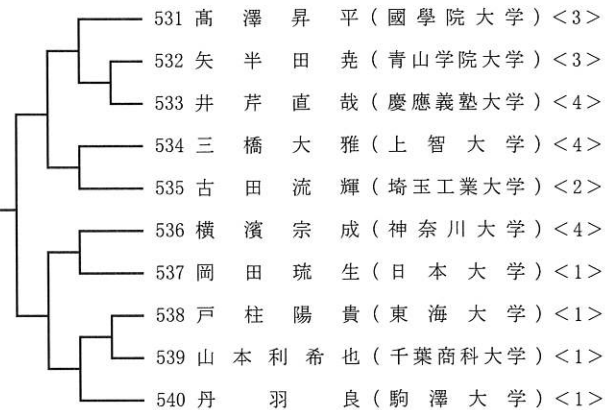 531 髙澤昇平(國學院大学)<3>
532 矢半田尭(青山学院大学)<3>
533 井芹直哉(慶應義塾大学)<4>
534 三橋大雅(上智大学)<4>
535 古田流輝(埼玉工業大学)<2>
536 横濱宗成(神奈川大学)<4>
537 岡田琉生(日本大学)<1>
538 戸柱陽貴(東海大学)<1>
539 山本利希也(千葉商科大学)<1>
540 丹羽良(駒澤大学)<1>